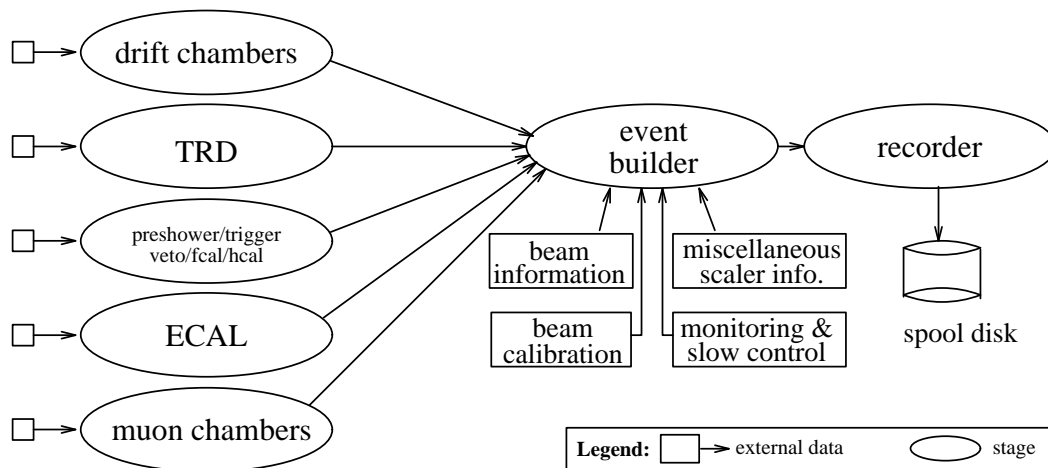 drift chambers
TRD
preshower/trigger
veto/fcal/hcal
ECAL
muon chambers
event
builder
recorder
beam
information
miscellaneous
scaler info.
beam
calibration
monitoring &
slow control
spool disk
Legend:
external data
stage